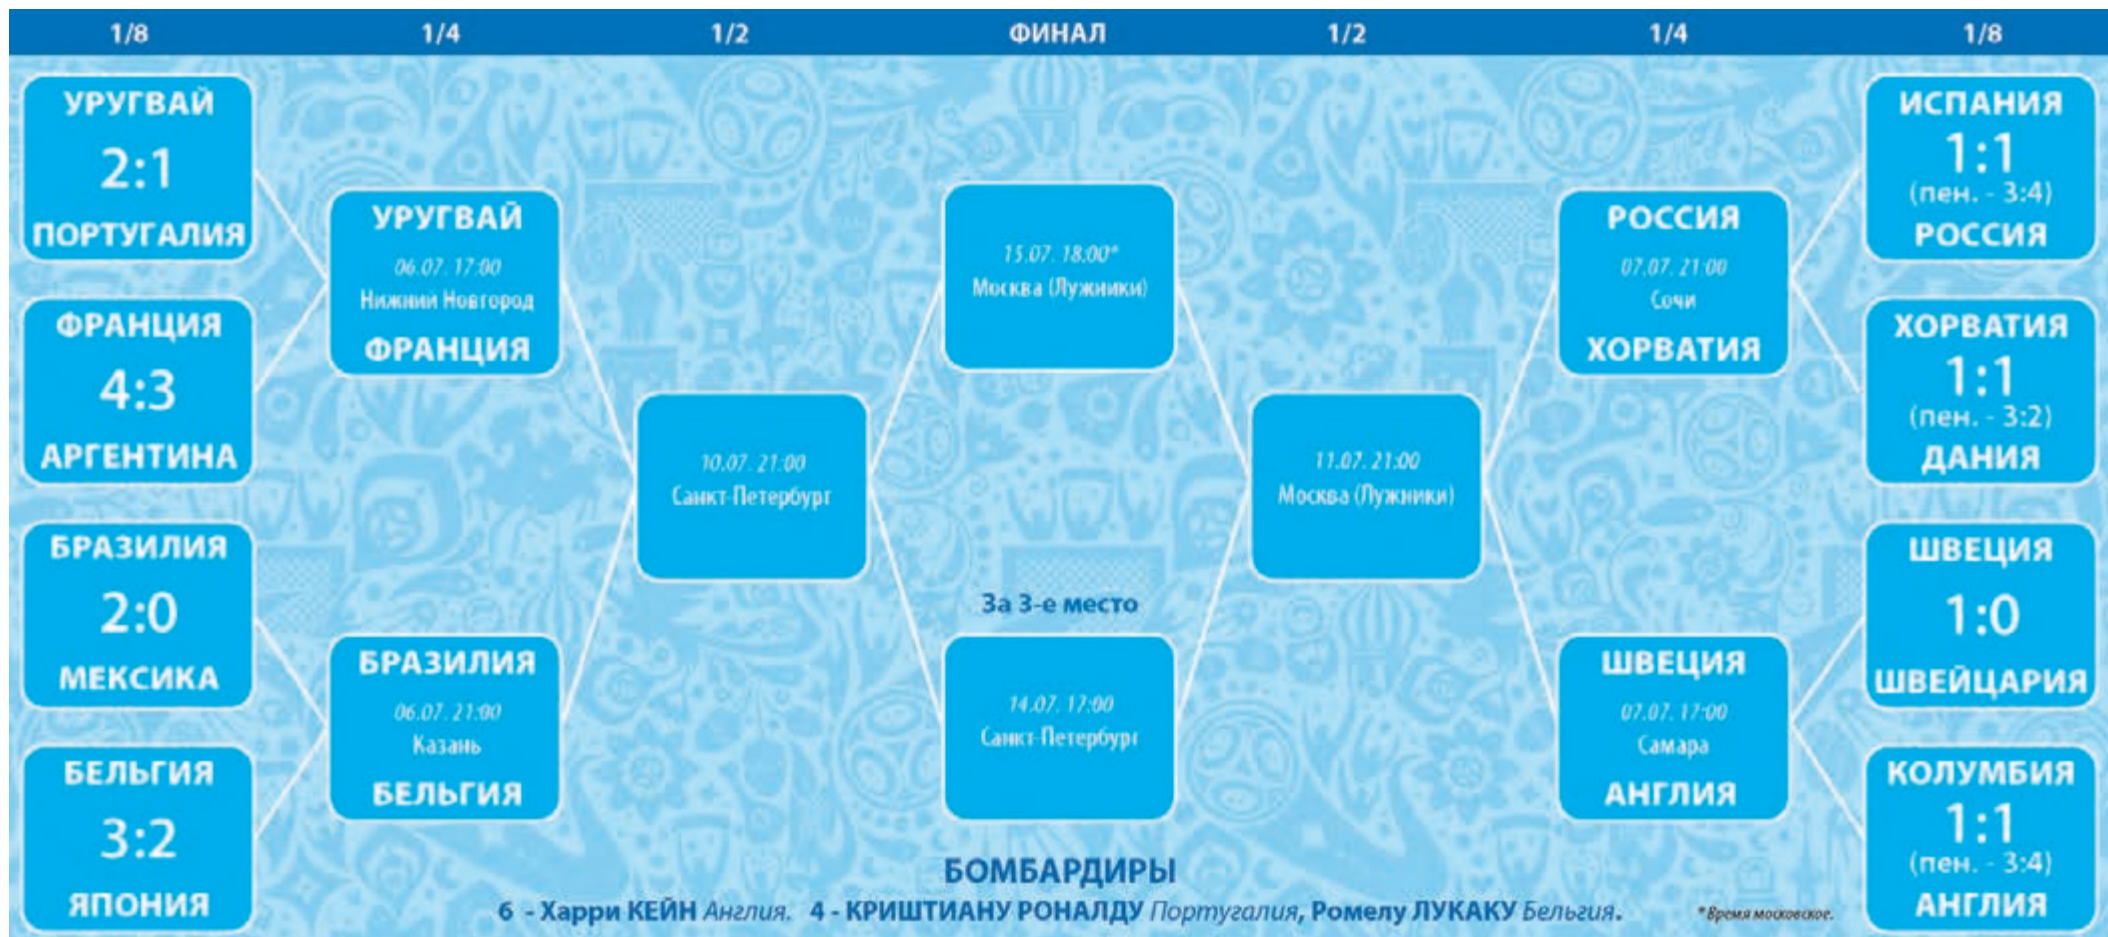 1/8
1/4
1/2
ФИНАЛ
1/2
1/4
1/8
УРУГВАЙ
2:1
ПОРТУГАЛИЯ
ФРАНЦИЯ
4:3
АРГЕНТИНА
БРАЗИЛИЯ
2:0
МЕКСИКА
БЕЛЬГИЯ
3:2
ЯПОНИЯ
УРУГВАЙ
06.07. 17:00
Нижний Новгород
ФРАНЦИЯ
БРАЗИЛИЯ
06.07. 21:00
Казань
БЕЛЬГИЯ
10.07. 21:00
Санкт-Петербург
15.07. 18:00*
Москва (Лужники)
За 3-е место
14.07. 17:00
Санкт-Петербург
11.07. 21:00
Москва (Лужники)
РОССИЯ
07.07. 21:00
Сочи
ХОРВАТИЯ
ШВЕЦИЯ
07.07. 17:00
Самара
АНГЛИЯ
ИСПАНИЯ
1:1
(пен. - 3:4)
РОССИЯ
ХОРВАТИЯ
1:1
(пен. - 3:2)
ДАНИЯ
ШВЕЦИЯ
1:0
ШВЕЙЦАРИЯ
КОЛУМБИЯ
1:1
(пен. - 3:4)
АНГЛИЯ
БОМБАРДИРЫ
6 - Харри КЕЙН Англия. 4 - КРИШТИАНУ РОНАЛДУ Португалия, Ромелу ЛУКАКУ Бельгия.
*Время московское.